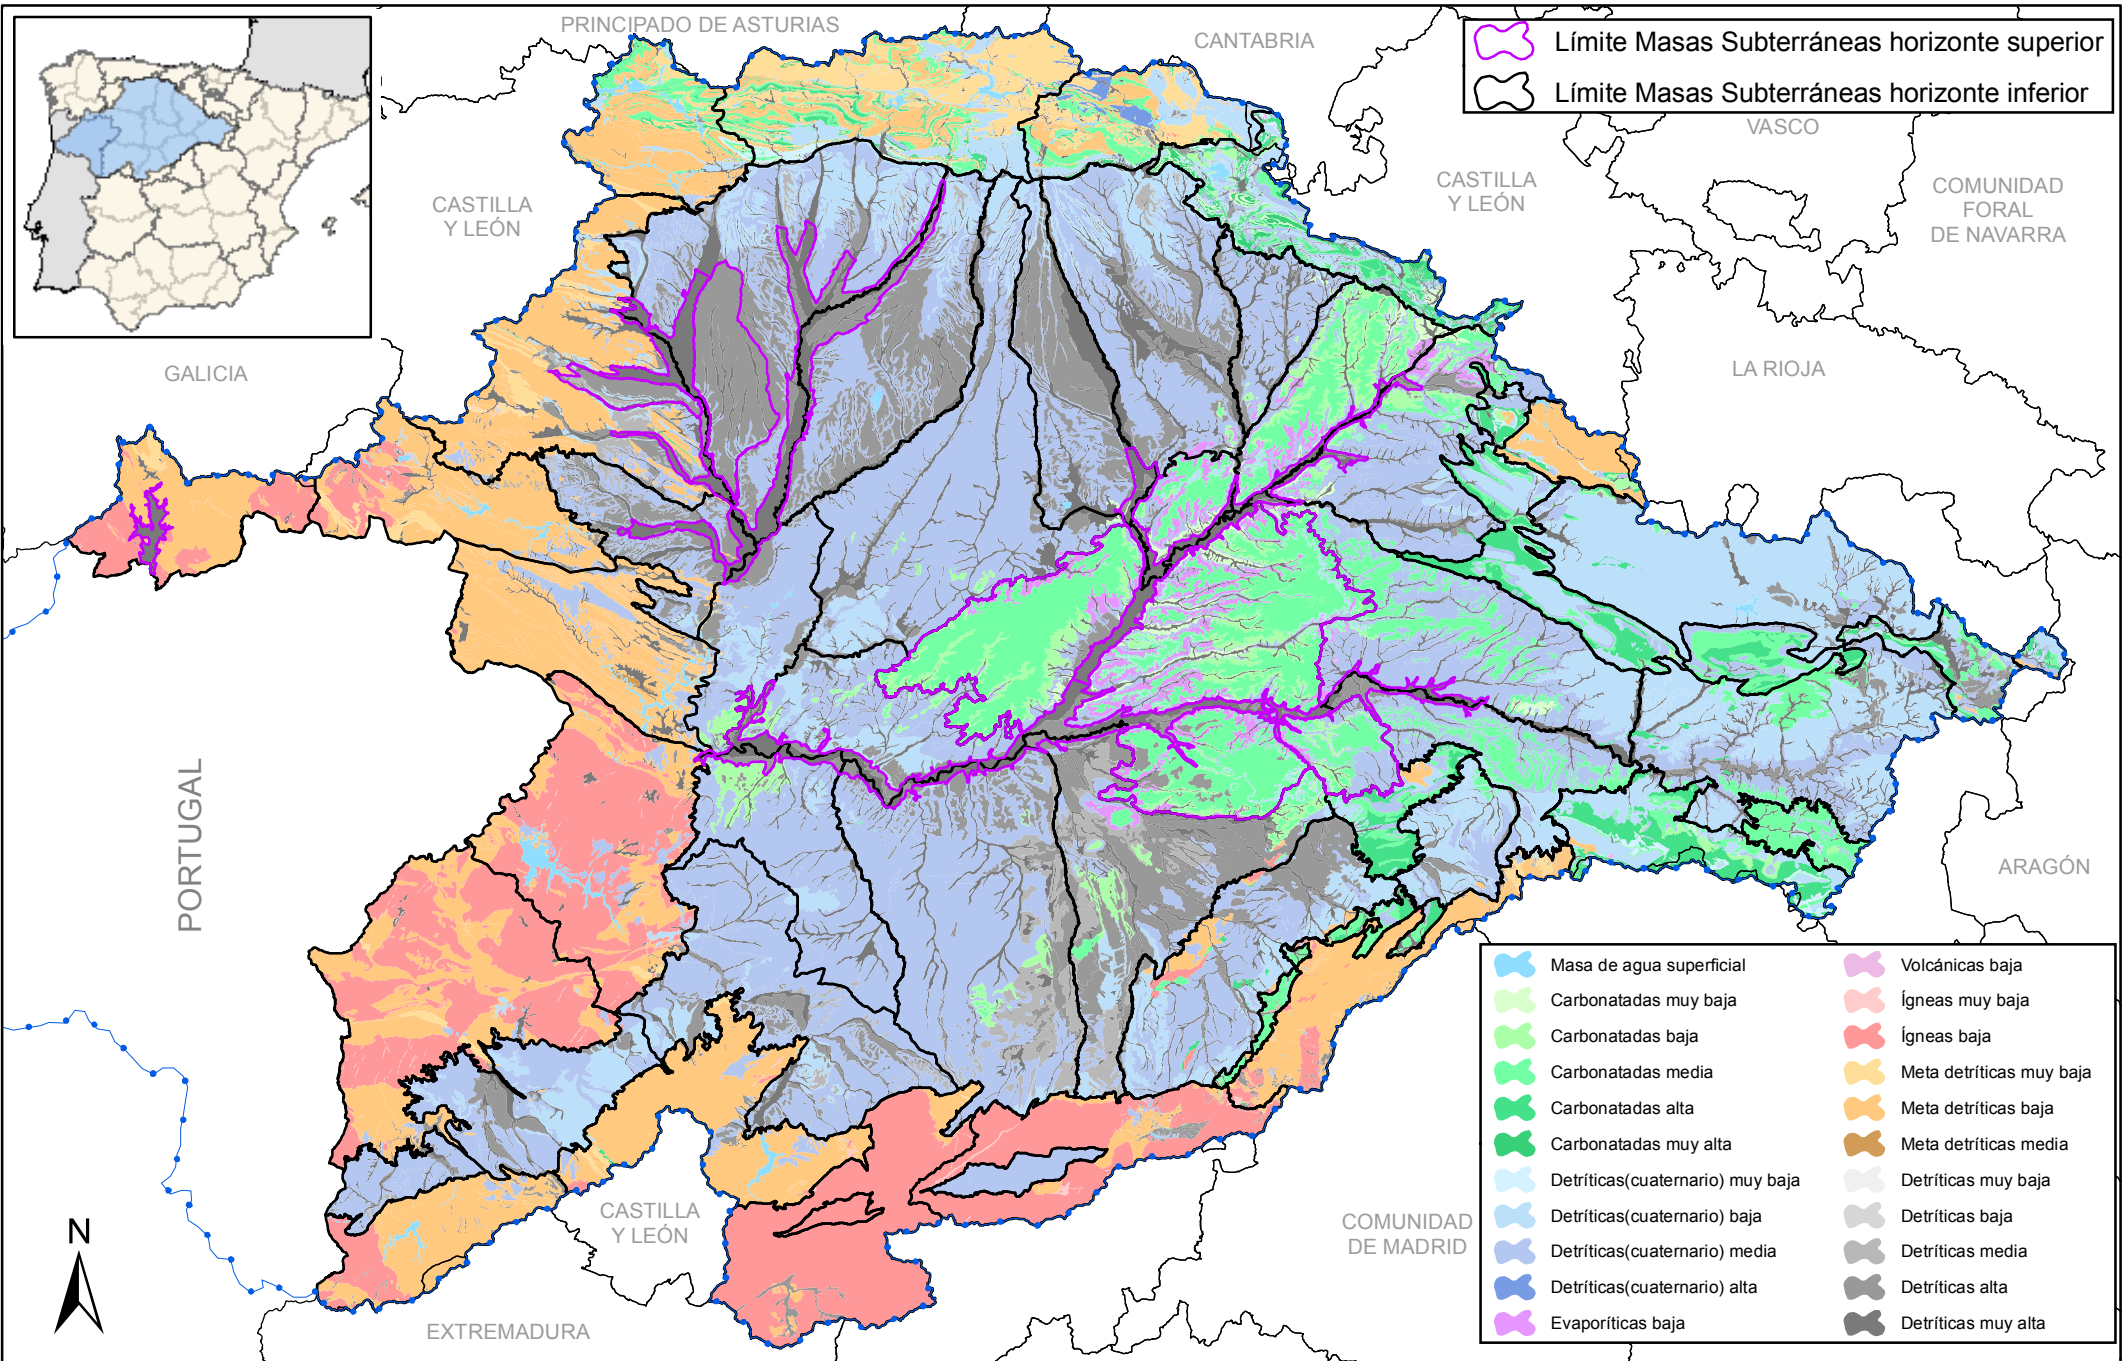 PRINCIPADO DE ASTURIAS
CANTABRIA
Límite Masas Subterráneas horizonte superior
Límite Masas Subterráneas horizonte inferior
VASCO
CASTILLA
Y LEÓN
CASTILLA
Y LEÓN
COMUNIDAD
FORAL
DE NAVARRA
GALICIA
LA RIOJA
PORTUGAL
ARAGÓN
CASTILLA
Y LEÓN
COMUNIDAD
DE MADRID
EXTREMADURA
N
Masa de agua superficial
Carbonatadas muy baja
Carbonatadas baja
Carbonatadas media
Carbonatadas alta
Carbonatadas muy alta
Detríticas(cuaternario) muy baja
Detríticas(cuaternario) baja
Detríticas(cuaternario) media
Detríticas(cuaternario) alta
Evaporíticas baja
Volcánicas baja
Ígneas muy baja
Ígneas baja
Meta detríticas muy baja
Meta detríticas baja
Meta detríticas media
Detríticas muy baja
Detríticas baja
Detríticas media
Detríticas alta
Detríticas muy alta